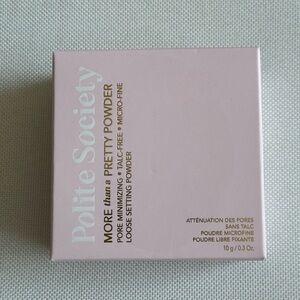 Polite Society
MORE than a PRETTY POWDER
PORE MINIMIZING • TALC-FREE • MICRO-FINE
LOOSE SETTING POWDER
ATTÉNUATION DES PORES
SANS TALC
POUDRE MICROFINE
POUDRE LIBRE FIXANTE
10 g / 0.3 Oz.